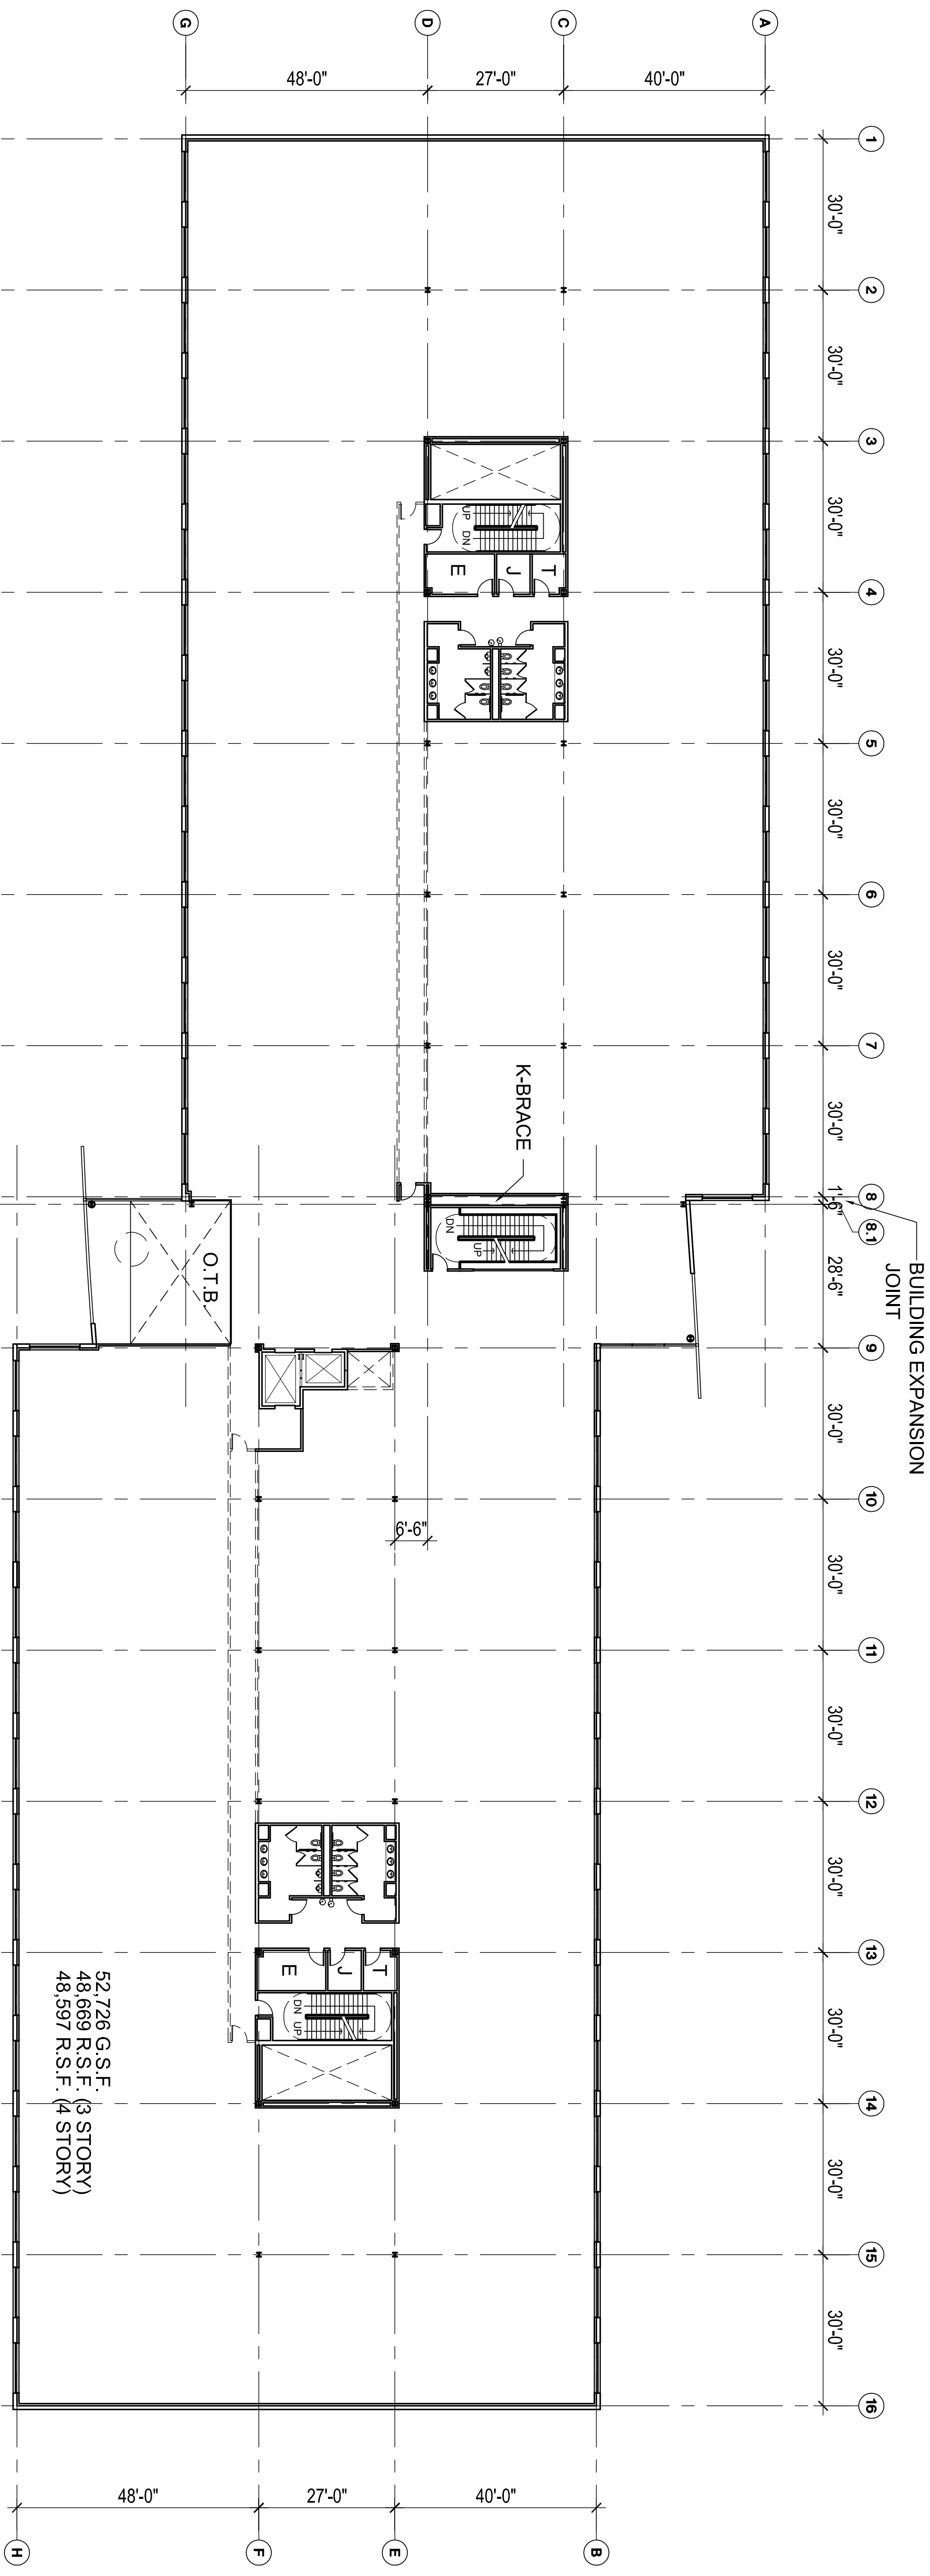 1
2
3
4
5
6
7
8
8.1
9
10
11
12
13
14
15
16
30'-0"
30'-0"
30'-0"
30'-0"
30'-0"
30'-0"
30'-0"
1'-6"
28'-6"
30'-0"
30'-0"
30'-0"
30'-0"
30'-0"
30'-0"
30'-0"
BUILDING EXPANSION
JOINT
A
40'-0"
C
27'-0"
D
48'-0"
G
UP
DN
T
J
E
K-BRACE
DN
UP
O.T.B.
6'-6"
T
J
E
DN
UP
B
40'-0"
E
27'-0"
F
48'-0"
H
52,726 G.S.F.
48,669 R.S.F. (3 STORY)
48,597 R.S.F. (4 STORY)